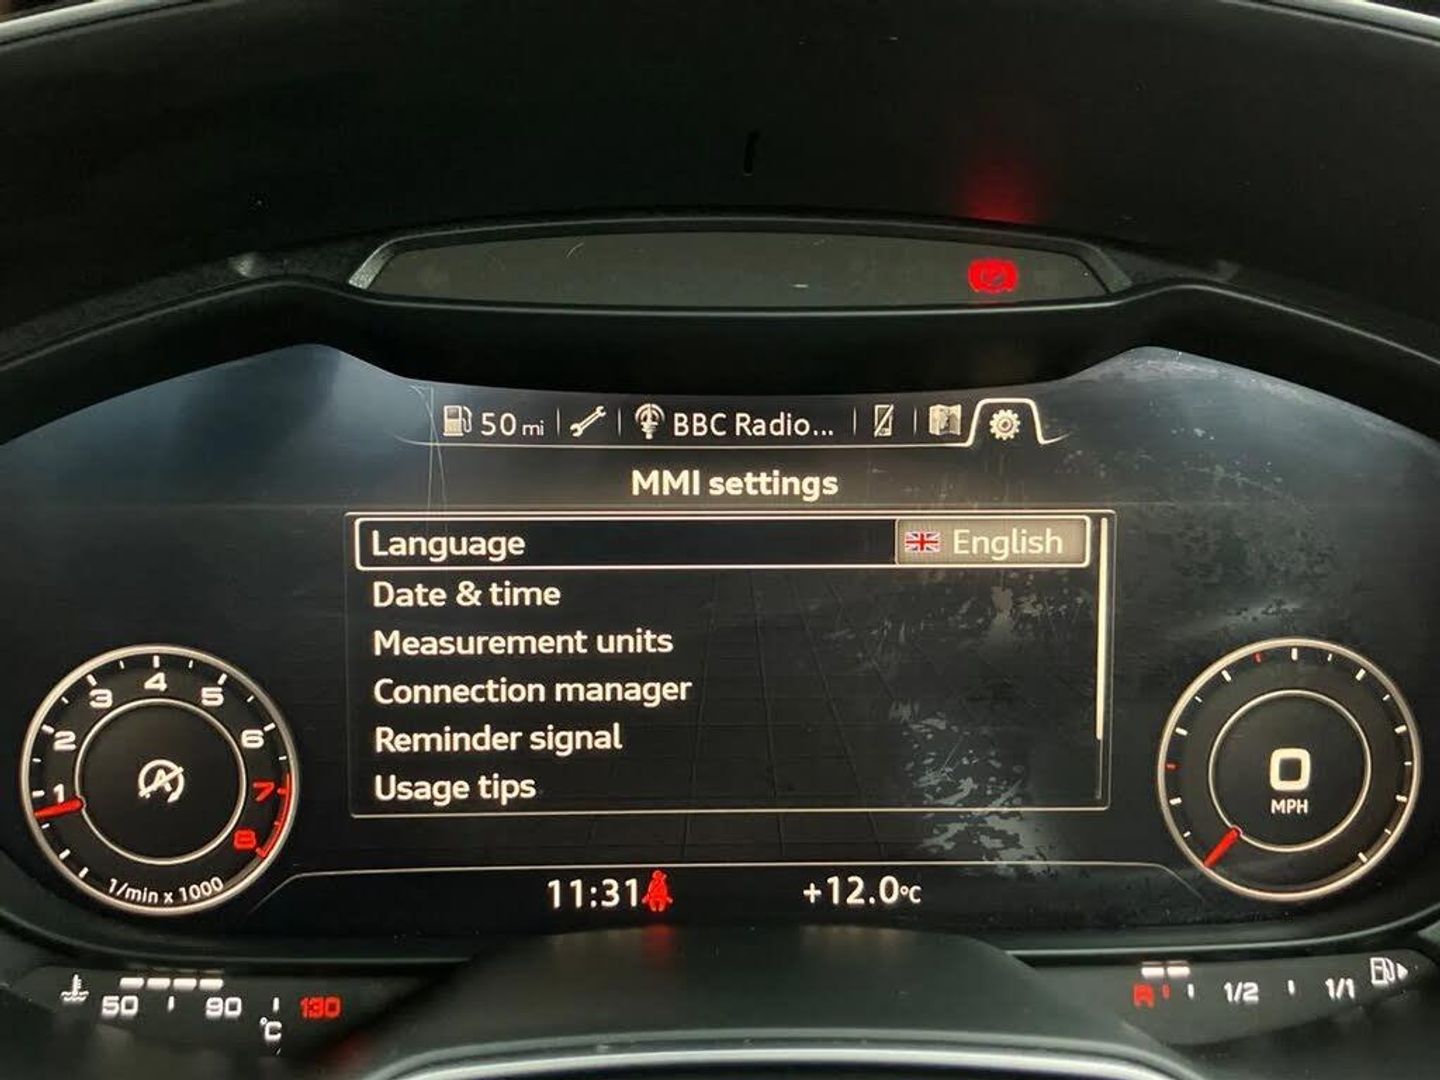 50 mi
BBC Radio...
MMI settings
Language English
Date & time
Measurement units
Connection manager
Reminder signal
Usage tips
1 2 3 4 5 6 7 8
1/min x 1000
0
MPH
11:31 +12.0°C
50 90 130
°C
R 1/2 1/1